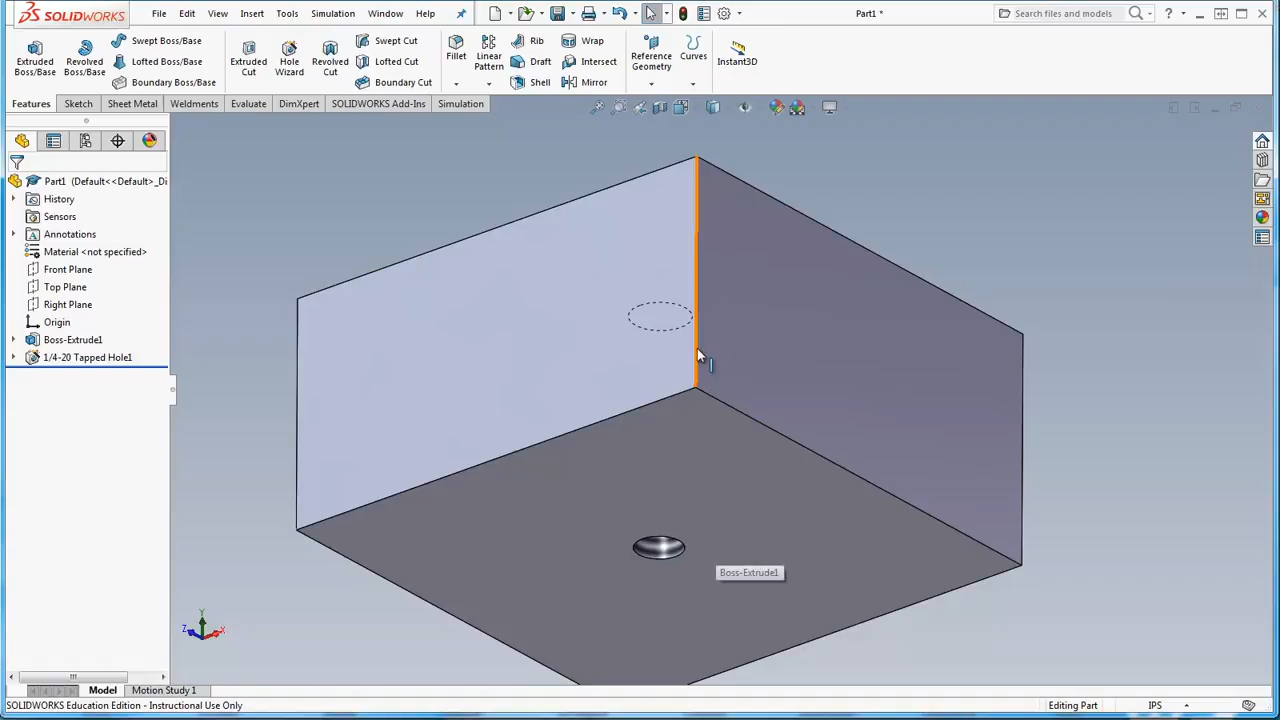 SOLIDWORKS
File Edit View Insert Tools Simulation Window Help
Part1 *
Search files and models
Extruded Boss/Base
Revolved Boss/Base
Swept Boss/Base
Lofted Boss/Base
Boundary Boss/Base
Extruded Cut
Hole Wizard
Revolved Cut
Swept Cut
Lofted Cut
Boundary Cut
Fillet
Linear Pattern
Rib
Draft
Shell
Wrap
Intersect
Mirror
Reference Geometry
Curves
Instant3D
Features Sketch Sheet Metal Weldments Evaluate DimXpert SOLIDWORKS Add-Ins Simulation
Part1 (Default<<Default>_Di
History
Sensors
Annotations
Material <not specified>
Front Plane
Top Plane
Right Plane
Origin
Boss-Extrude1
1/4-20 Tapped Hole1
Boss-Extrude1
Y
Z
X
Model Motion Study 1
SOLIDWORKS Education Edition - Instructional Use Only
Editing Part IPS